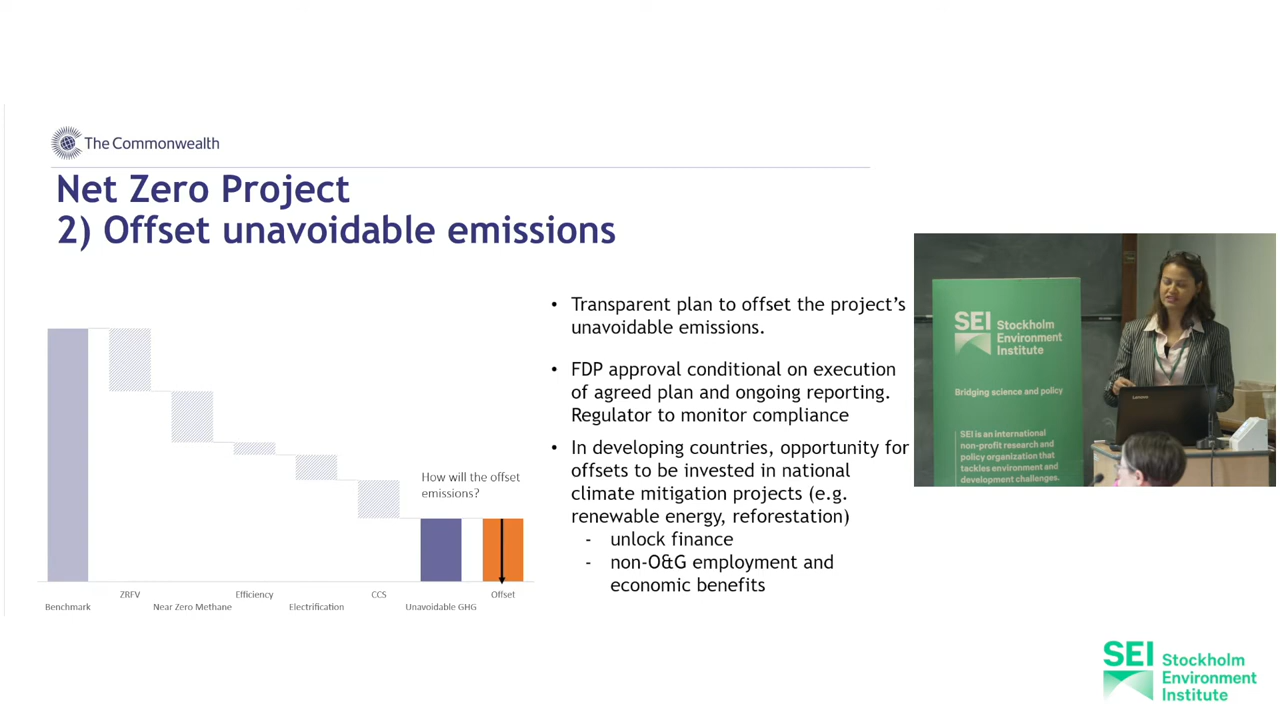 The Commonwealth
Net Zero Project
2) Offset unavoidable emissions
How will the offset
emissions?
Benchmark
ZRFV
Near Zero Methane
Efficiency
Electrification
CCS
Unavoidable GHG
Offset
• Transparent plan to offset the project's
unavoidable emissions.
• FDP approval conditional on execution
of agreed plan and ongoing reporting.
Regulator to monitor compliance
• In developing countries, opportunity for
offsets to be invested in national
climate mitigation projects (e.g.
renewable energy, reforestation)
- unlock finance
- non-O&G employment and
economic benefits
SEI Stockholm
Environment
Institute
Bridging science and policy
SEI is an international
non-profit research and
policy organization that
tackles environment and
development challenges.
Lenovo
SEI Stockholm
Environment
Institute